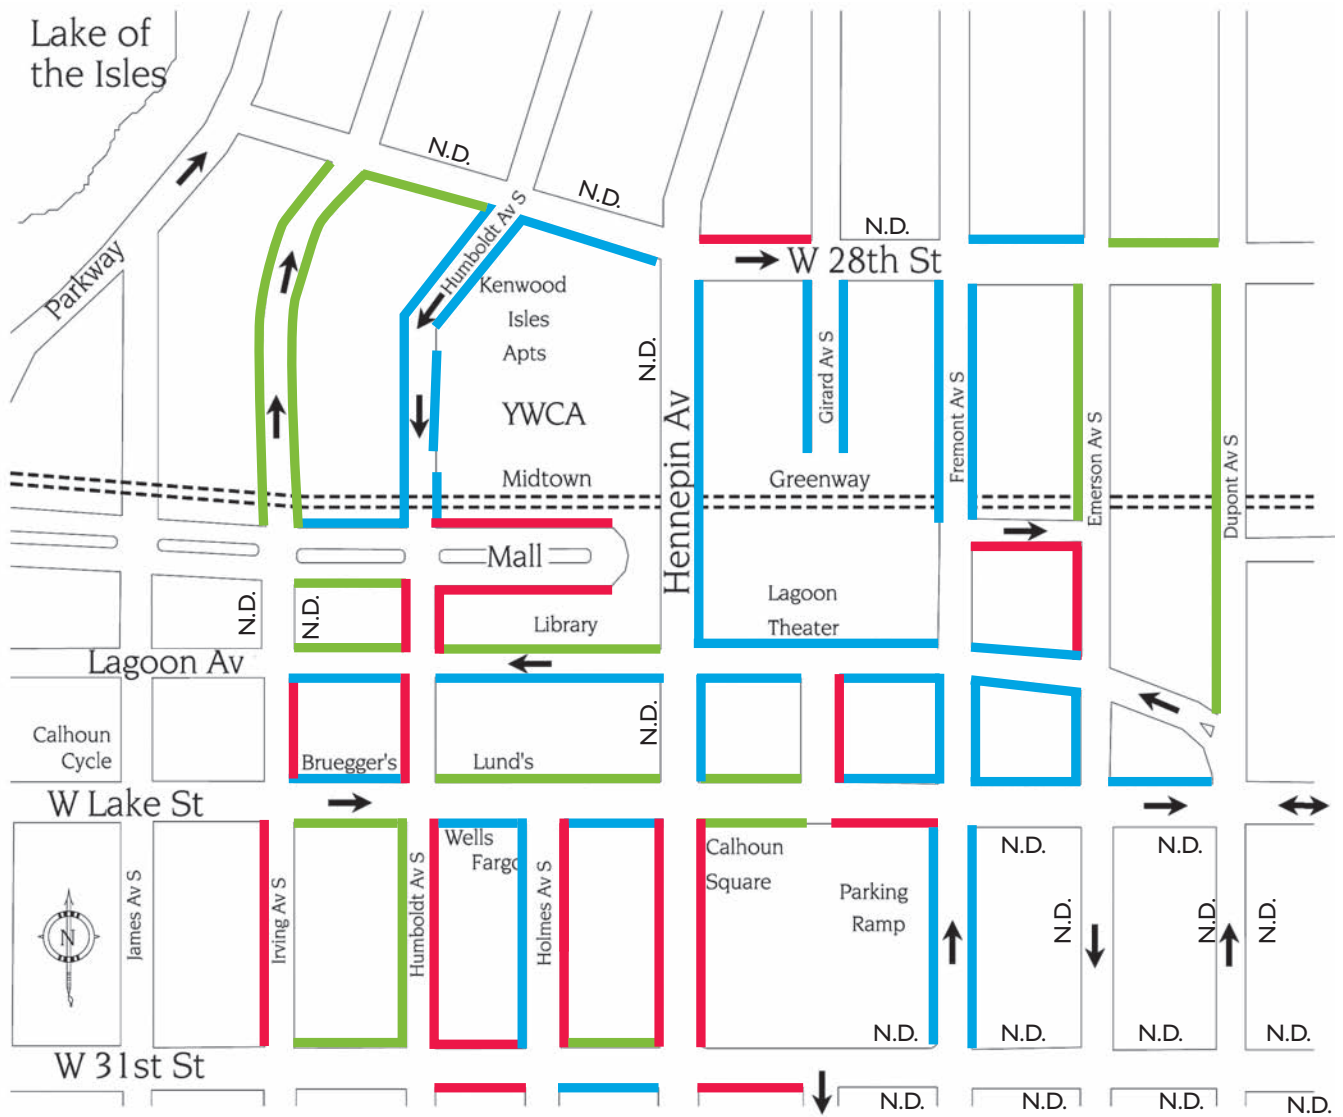 Lake of
the Isles
N.D.
N.D.
N.D.
Humboldt Av S
W 28th St
Parkway
Kenwood
Isles
Apts
N.D.
Girard Av S
Fremont Av S
YWCA
Hennepin Av
Emerson Av S
Dupont Av S
Midtown
Greenway
Mall
N.D.
N.D.
Library
Lagoon
Theater
Lagoon Av
N.D.
Calhoun
Cycle
Bruegger's
Lund's
W Lake St
Wells
Fargo
Calhoun
Square
N.D.
N.D.
James Av S
Irving Av S
Humboldt Av S
Holmes Av S
Parking
Ramp
N.D.
N.D.
N.D.
N
N.D.
N.D.
N.D.
N.D.
W 31st St
N.D.
N.D.
N.D.
N.D.